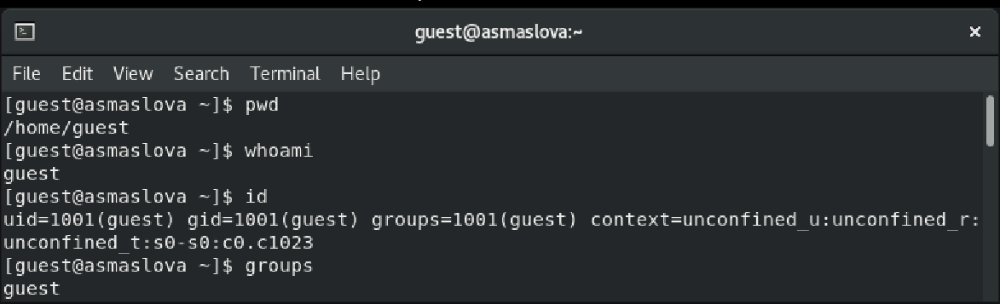 guest@asmaslova:~
File Edit View Search Terminal Help
[guest@asmaslova ~]$ pwd
/home/guest
[guest@asmaslova ~]$ whoami
guest
[guest@asmaslova ~]$ id
uid=1001(guest) gid=1001(guest) groups=1001(guest) context=unconfined_u:unconfined_r:
unconfined_t:s0-s0:c0.c1023
[guest@asmaslova ~]$ groups
guest